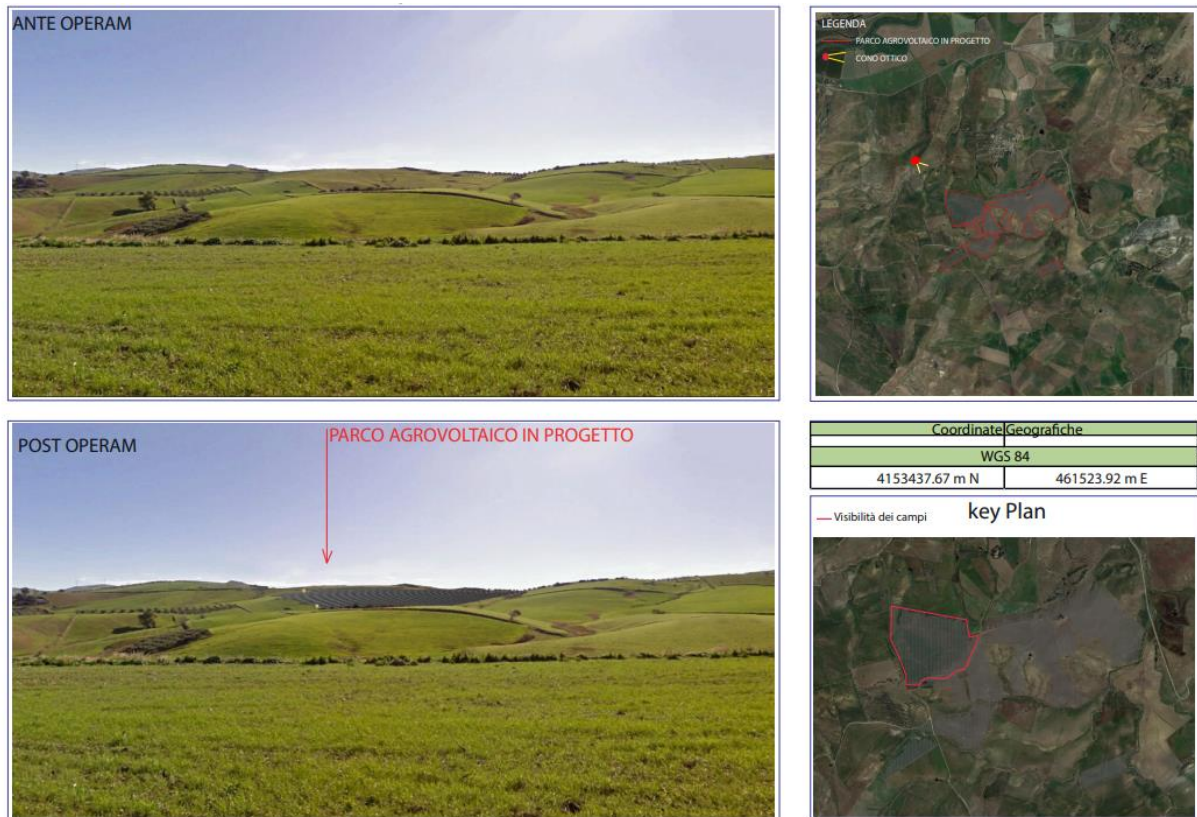 ANTE OPERAM
LEGENDA
PARCO AGROVOLTAICO IN PROGETTO
CONO OTTICO
POST OPERAM
PARCO AGROVOLTAICO IN PROGETTO
Coordinate Geografiche
WGS 84
4153437.67 m N 461523.92 m E
Visibilità dei campi
key Plan